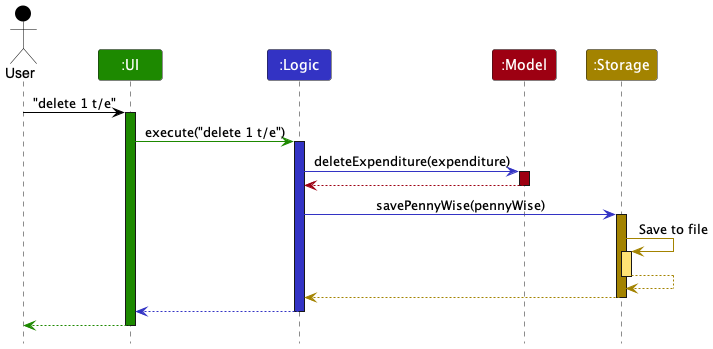 User
:UI
:Logic
:Model
:Storage
"delete 1 t/e"
execute("delete 1 t/e")
deleteExpenditure(expenditure)
savePennyWise(pennyWise)
Save to file